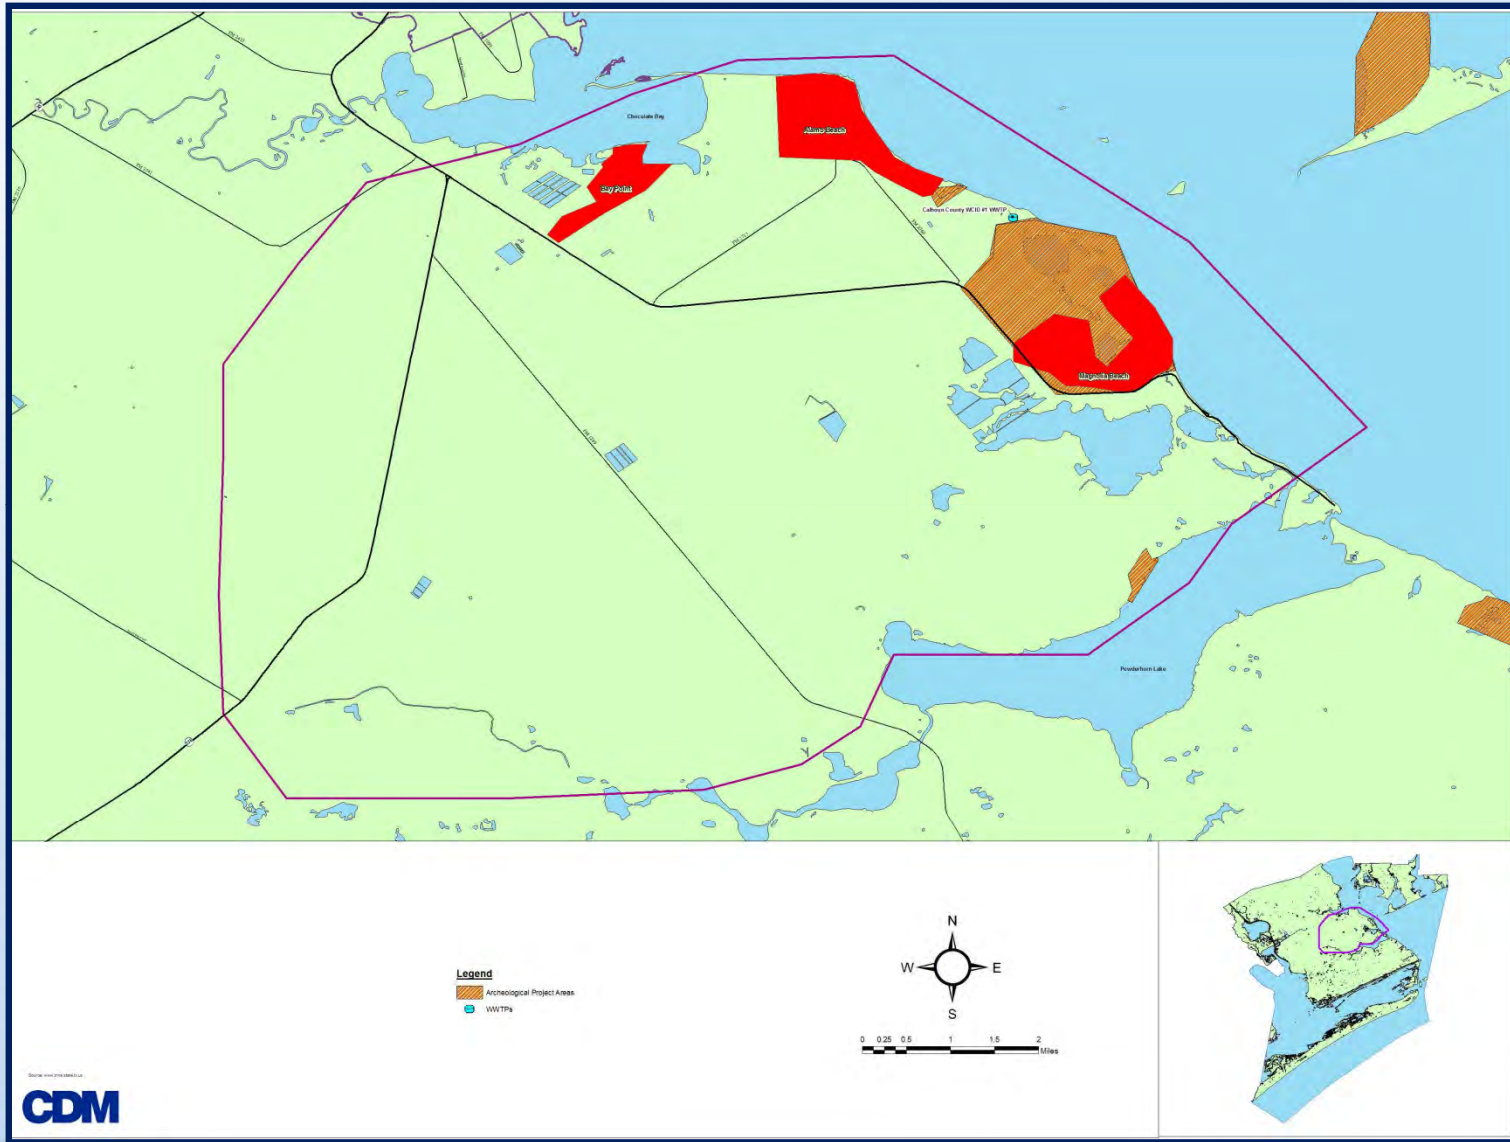 Chocolate Bay
Alamo Beach
Bay Point
Calhoun County WCID #1 WWTP
Magnolia Beach
Powderhorn Lake
Legend
Archeological Project Areas
WWTPs
N
W
E
S
0 0.25 0.5 1 1.5 2
Miles
CDM